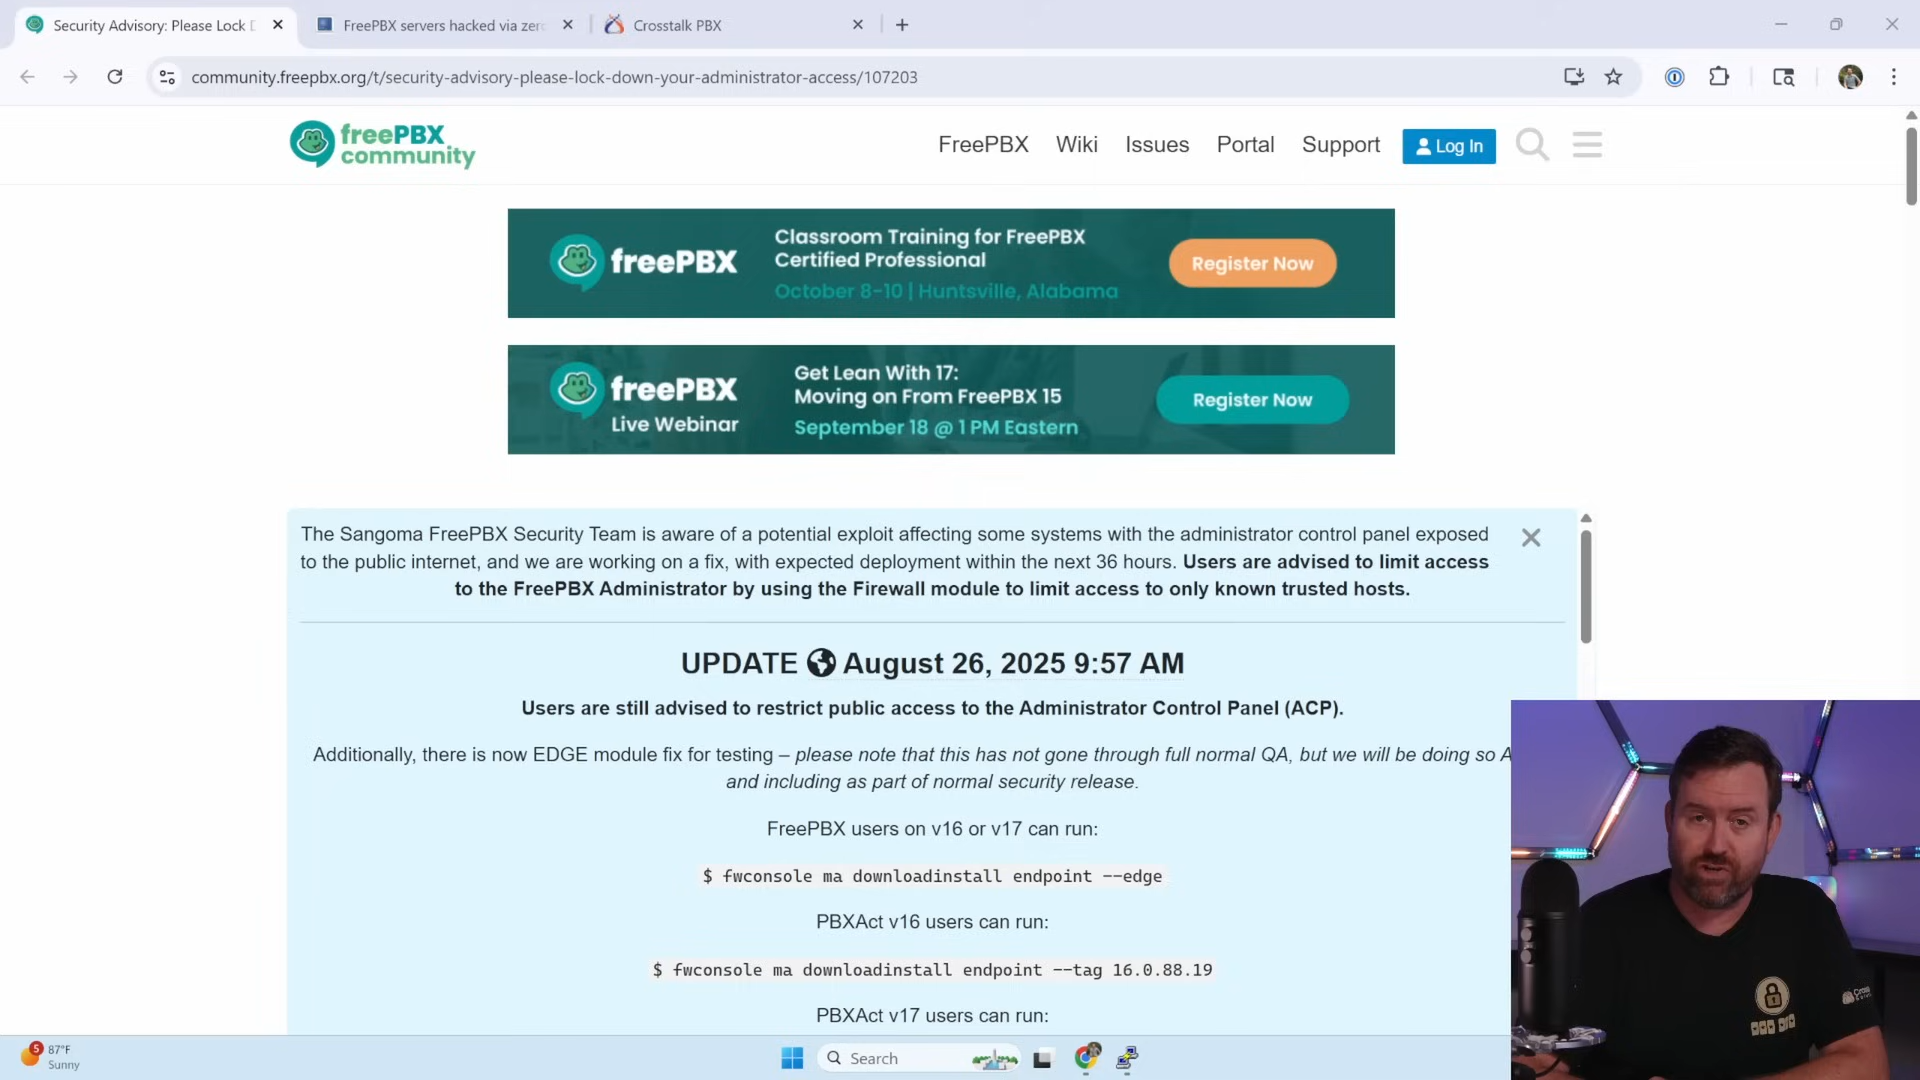 Security Advisory: Please Lock D
FreePBX servers hacked via zero
Crosstalk PBX
community.freepbx.org/t/security-advisory-please-lock-down-your-administrator-access/107203
freePBX
community
FreePBX
Wiki
Issues
Portal
Support
Log In
freePBX
Classroom Training for FreePBX
Certified Professional
October 8-10 | Huntsville, Alabama
Register Now
freePBX
Live Webinar
Get Lean With 17:
Moving on From FreePBX 15
September 18 @ 1 PM Eastern
Register Now
The Sangoma FreePBX Security Team is aware of a potential exploit affecting some systems with the administrator control panel exposed
to the public internet, and we are working on a fix, with expected deployment within the next 36 hours. Users are advised to limit access
to the FreePBX Administrator by using the Firewall module to limit access to only known trusted hosts.
UPDATE August 26, 2025 9:57 AM
Users are still advised to restrict public access to the Administrator Control Panel (ACP).
Additionally, there is now EDGE module fix for testing – please note that this has not gone through full normal QA, but we will be doing so A
and including as part of normal security release.
FreePBX users on v16 or v17 can run:
$ fwconsole ma downloadinstall endpoint --edge
PBXAct v16 users can run:
$ fwconsole ma downloadinstall endpoint --tag 16.0.88.19
PBXAct v17 users can run:
5
87°F
Sunny
Search